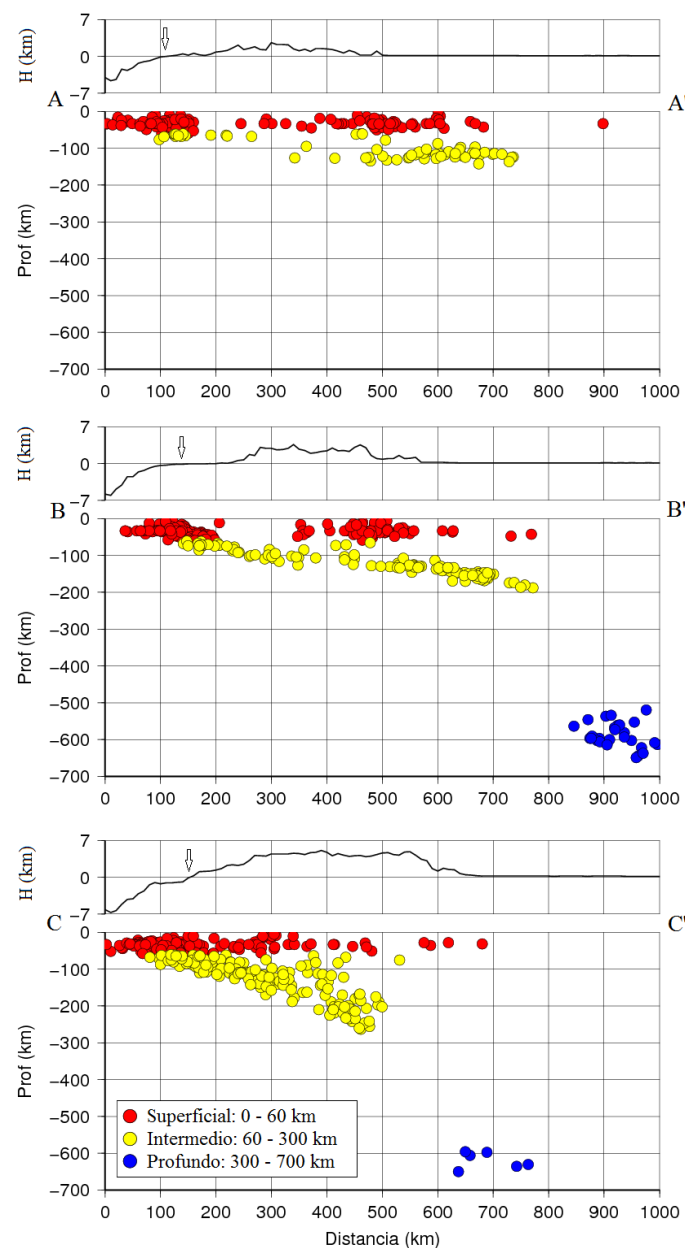 7
0
−7
H (km)
A
A'
0
−100
−200
−300
−400
−500
−600
−700
Prof (km)
0 100 200 300 400 500 600 700 800 900 1000
7
0
−7
H (km)
B
B'
0
−100
−200
−300
−400
−500
−600
−700
Prof (km)
0 100 200 300 400 500 600 700 800 900 1000
7
0
−7
H (km)
C
C'
0
−100
−200
−300
−400
−500
−600
−700
Prof (km)
Superficial: 0 - 60 km
Intermedio: 60 - 300 km
Profundo: 300 - 700 km
0 100 200 300 400 500 600 700 800 900 1000
Distancia (km)